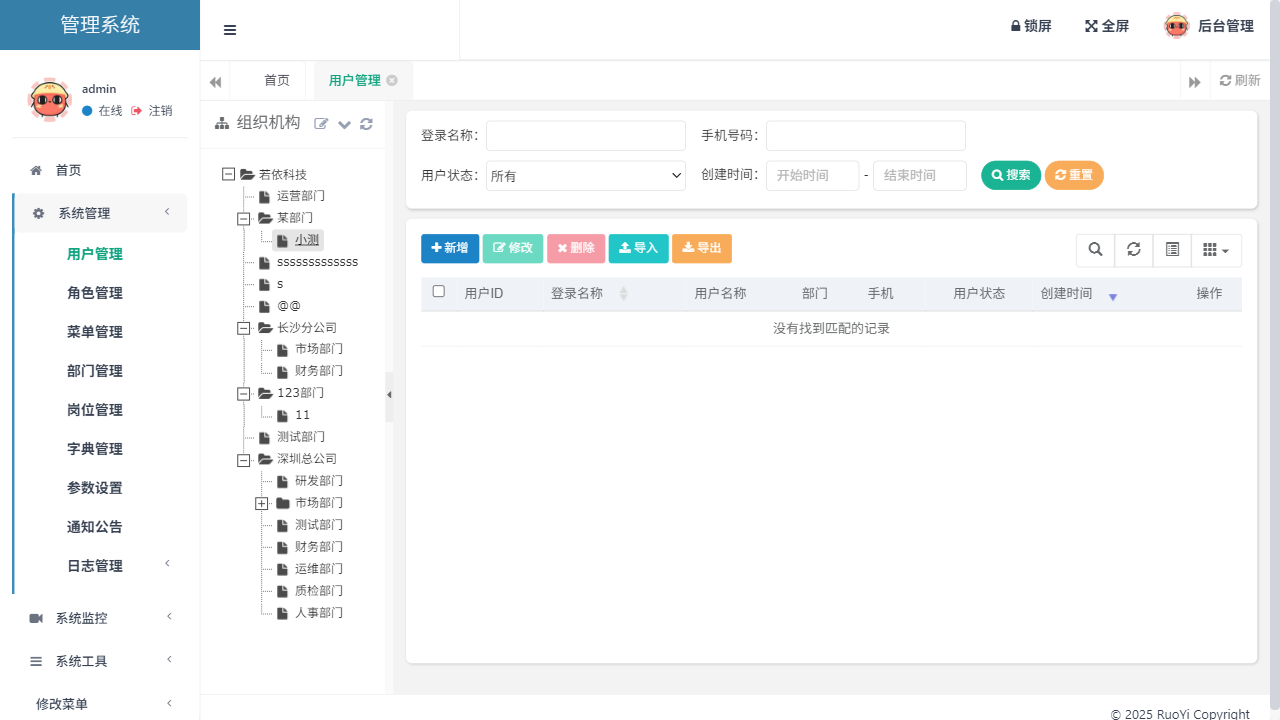 管理系统
锁屏
全屏
后台管理
admin
在线
注销
首页
用户管理
刷新
首页
系统管理
用户管理
角色管理
菜单管理
部门管理
岗位管理
字典管理
参数设置
通知公告
日志管理
系统监控
系统工具
修改菜单
组织机构
若依科技
运营部门
某部门
小测
sssssssssssss
s
@@
长沙分公司
市场部门
财务部门
123部门
11
测试部门
深圳总公司
研发部门
市场部门
测试部门
财务部门
运维部门
质检部门
人事部门
登录名称：
手机号码：
用户状态： 所有
创建时间： 开始时间 - 结束时间
搜索
重置
新增
修改
删除
导入
导出
用户ID 登录名称 用户名称 部门 手机 用户状态 创建时间 操作
没有找到匹配的记录
© 2025 RuoYi Copyright